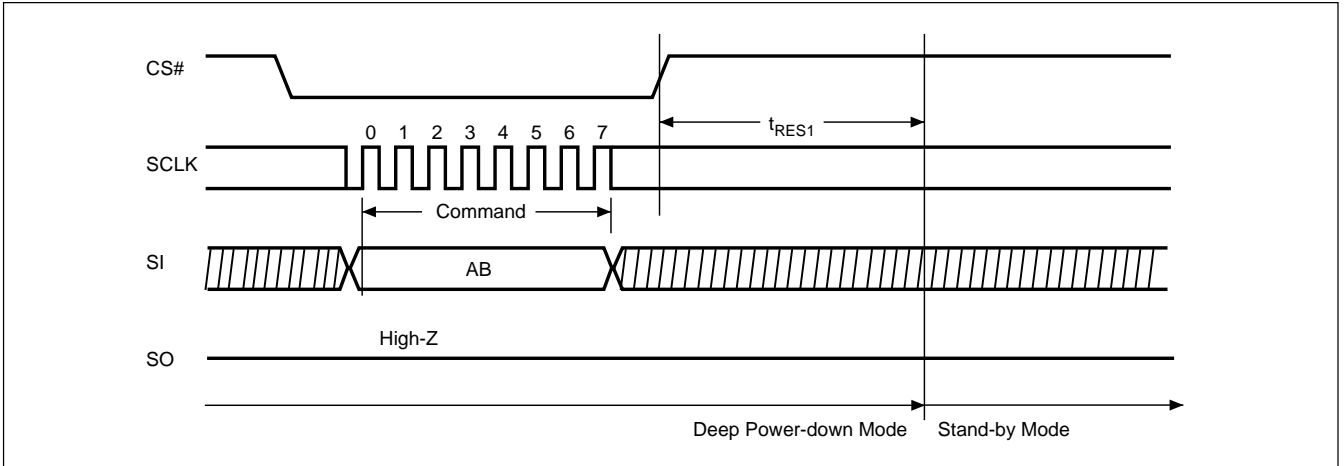 CS#
tRES1
0 1 2 3 4 5 6 7
SCLK
Command
SI
AB
High-Z
SO
Deep Power-down Mode Stand-by Mode